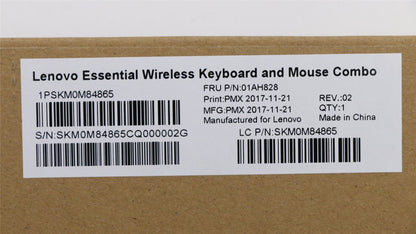 Lenovo Essential Wireless Keyboard and Mouse Combo
1PSKM0M84865
FRU P/N:01AH828
Print:PMX 2017-11-21 REV.:02
MFG:PMX 2017-11-21 QTY:1
Manufactured for Lenovo Made in China
S/N:SKM0M84865CQ000002G
LC P/N:SKM0M84865